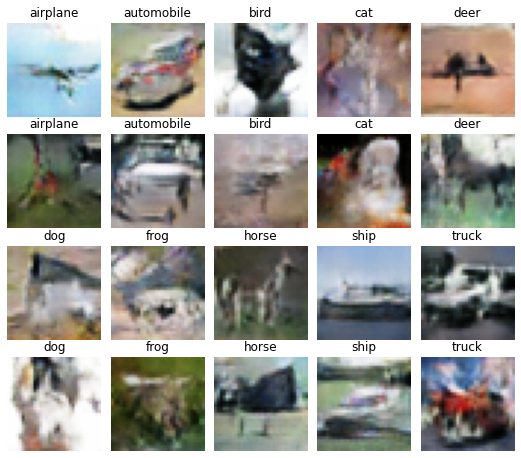 airplane automobile bird cat deer
airplane automobile bird cat deer
dog frog horse ship truck
dog frog horse ship truck